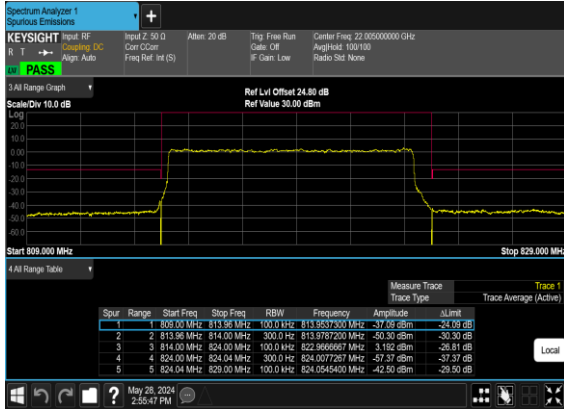 Spectrum Analyzer 1
Spurious Emissions
+
KEYSIGHT Input: RF Input Z: 50 Ω Atten: 20 dB Trig: Free Run Center Freq: 22.005000000 GHz
R T Coupling: DC Corr CCorr Gate: Off Avg|Hold: 100/100
Align: Auto Freq Ref: Int (S) IF Gain: Low Radio Std: None
PASS
3 All Range Graph
Ref Lvl Offset 24.80 dB
Scale/Div 10.0 dB Ref Value 30.00 dBm
Log
20.0
10.0
0.00
-10.0
-20.0
-30.0
-40.0
-50.0
-60.0
Start 809.000 MHz Stop 829.000 MHz
4 All Range Table
Measure Trace Trace 1
Trace Type Trace Average (Active)
Spur Range Start Freq Stop Freq RBW Frequency Amplitude ΔLimit
1 1 809.00 MHz 813.96 MHz 100.0 kHz 813.9537300 MHz -37.09 dBm -24.09 dB
2 2 813.96 MHz 814.00 MHz 300.0 Hz 813.9787200 MHz -50.30 dBm -30.30 dB
3 3 814.00 MHz 824.00 MHz 100.0 kHz 822.9666667 MHz 3.192 dBm -26.81 dB
4 4 824.00 MHz 824.04 MHz 300.0 Hz 824.0077267 MHz -57.37 dBm -37.37 dB
5 5 824.04 MHz 829.00 MHz 100.0 kHz 824.0545400 MHz -42.50 dBm -29.50 dB
Local
? May 28, 2024
2:55:47 PM